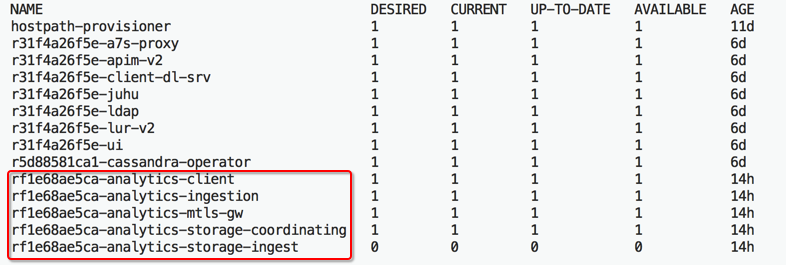 NAME DESIRED CURRENT UP-TO-DATE AVAILABLE AGE
hostpath-provisioner 1 1 1 1 11d
r31f4a26f5e-a7s-proxy 1 1 1 1 6d
r31f4a26f5e-apim-v2 1 1 1 1 6d
r31f4a26f5e-client-dl-srv 1 1 1 1 6d
r31f4a26f5e-juhu 1 1 1 1 6d
r31f4a26f5e-ldap 1 1 1 1 6d
r31f4a26f5e-lur-v2 1 1 1 1 6d
r31f4a26f5e-ui 1 1 1 1 6d
r5d88581ca1-cassandra-operator 1 1 1 1 6d
rf1e68ae5ca-analytics-client 1 1 1 1 14h
rf1e68ae5ca-analytics-ingestion 1 1 1 1 14h
rf1e68ae5ca-analytics-mtls-gw 1 1 1 1 14h
rf1e68ae5ca-analytics-storage-coordinating 1 1 1 1 14h
rf1e68ae5ca-analytics-storage-ingest 0 0 0 0 14h